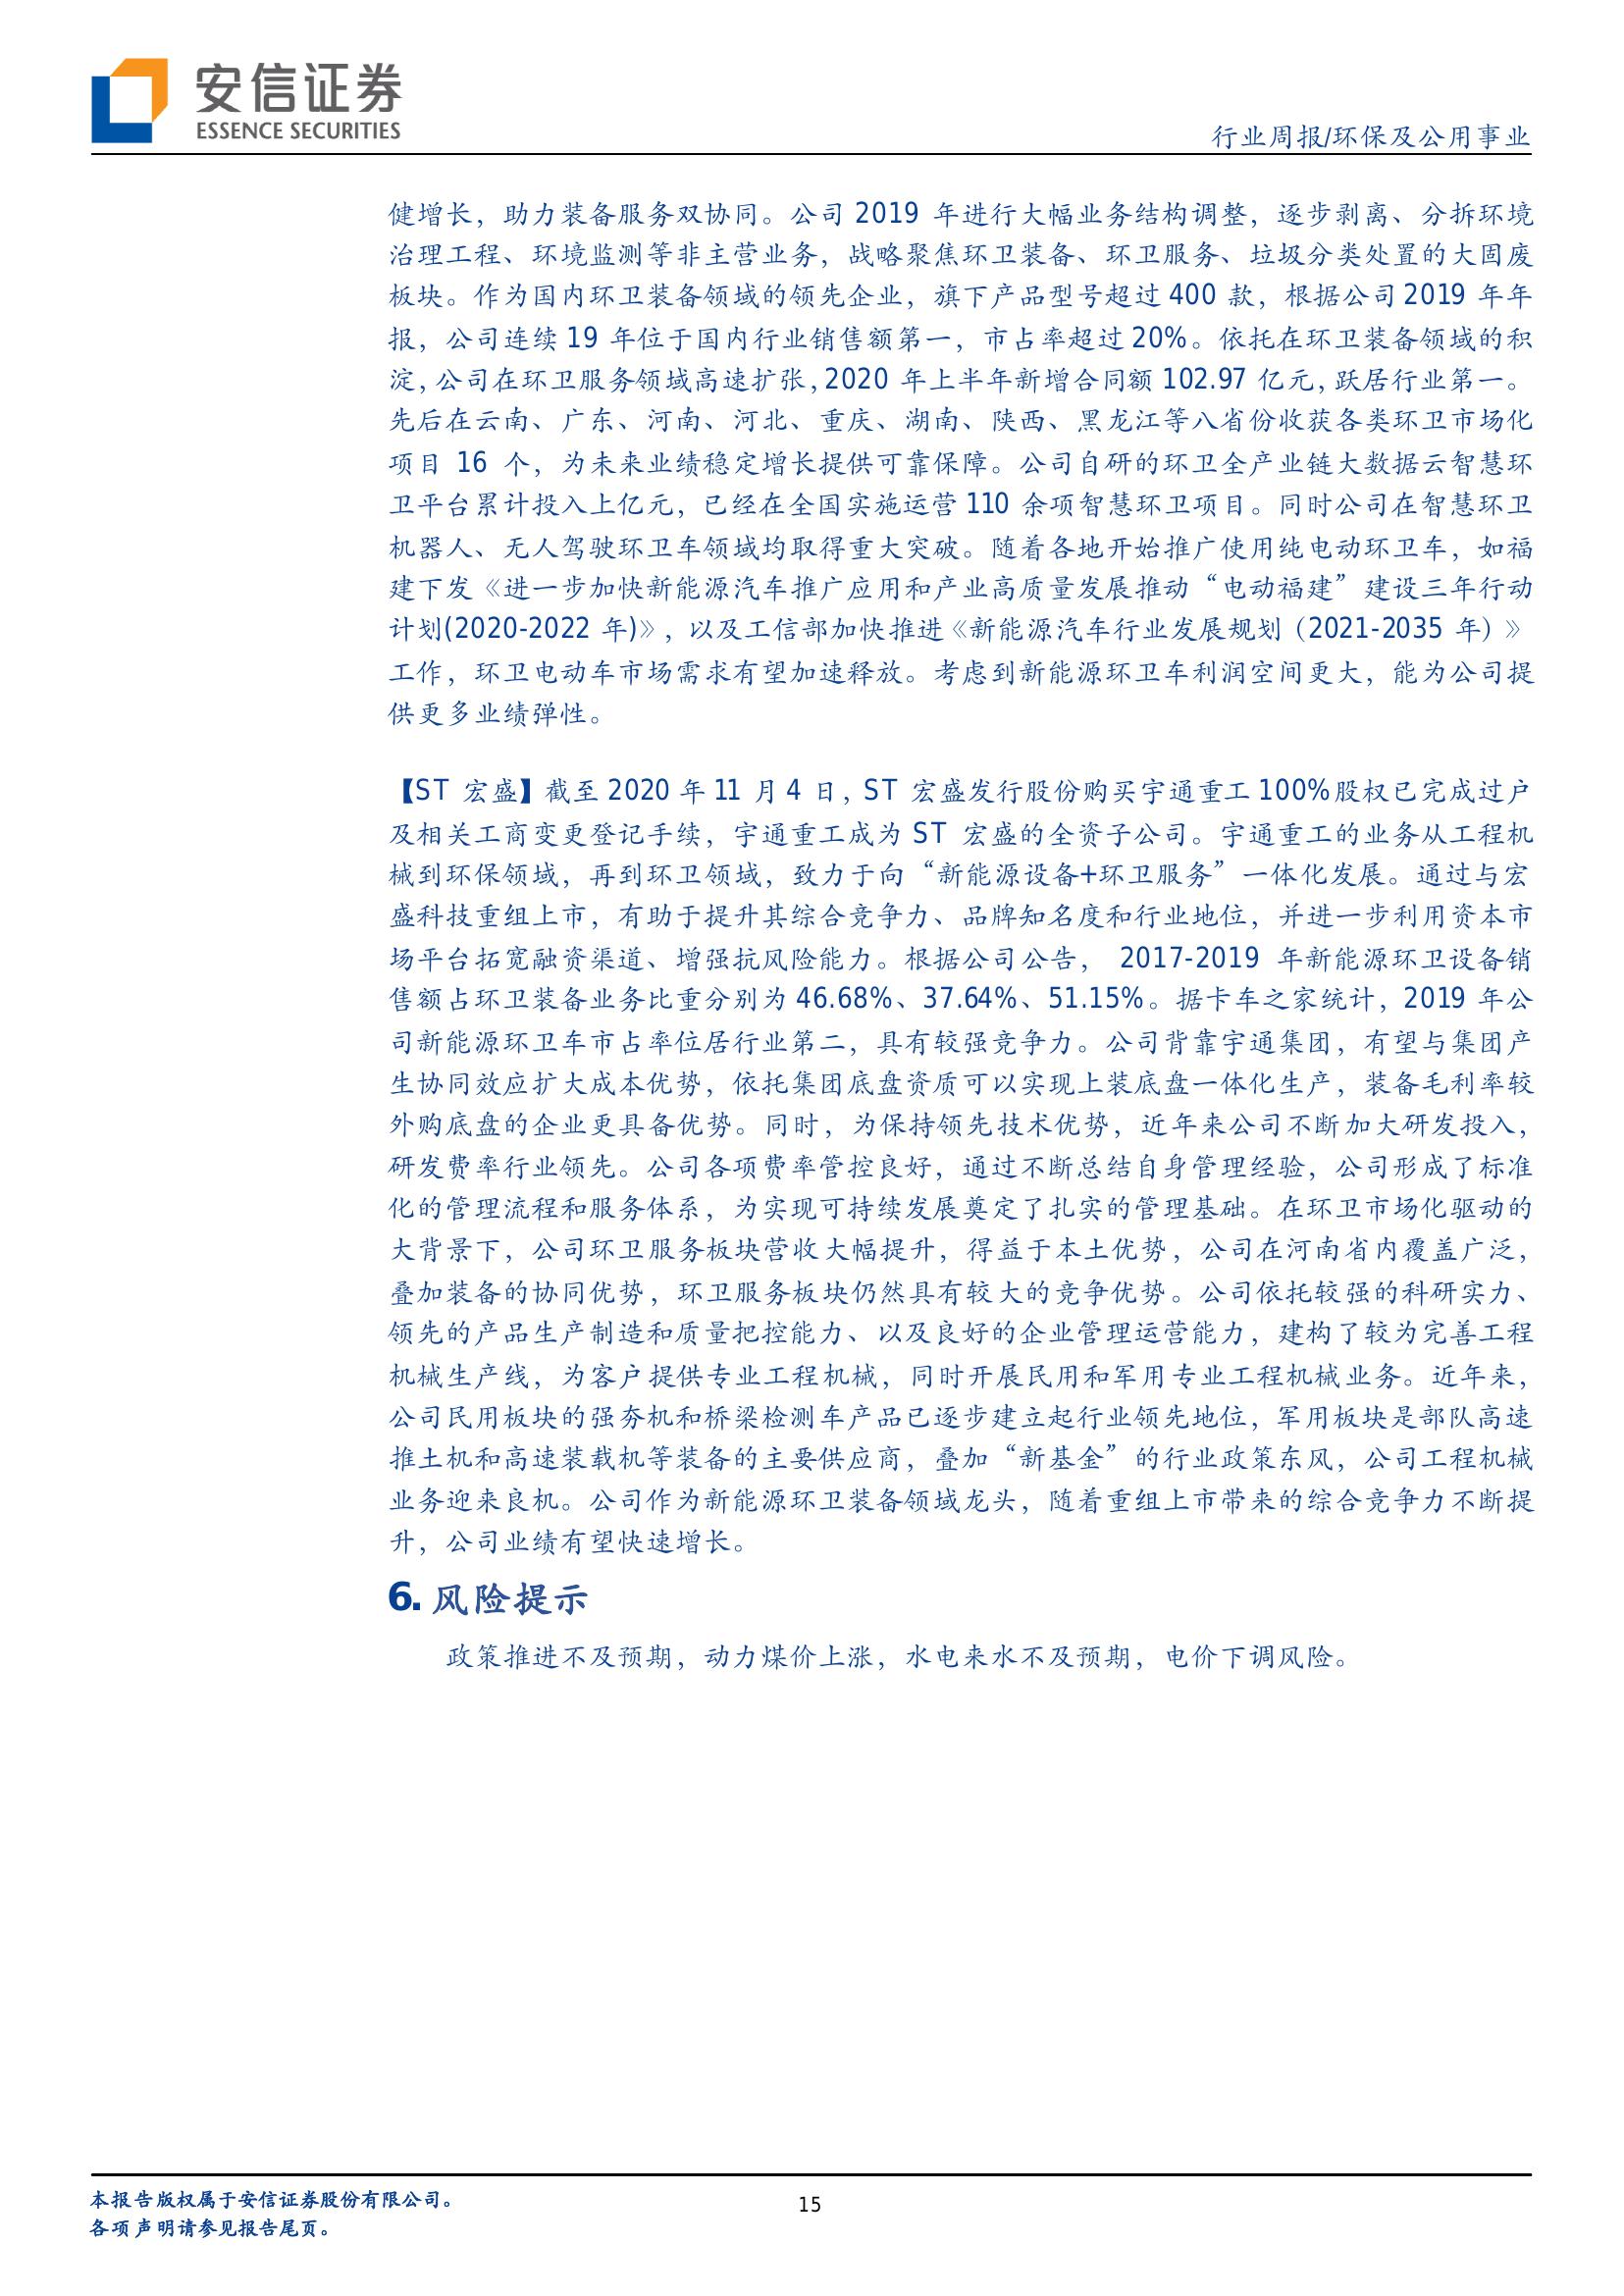 安信证券
ESSENCE SECURITIES
行业周报/环保及公用事业
健增长，助力装备服务双协同。公司 2019 年进行大幅业务结构调整，逐步剥离、分拆环境
治理工程、环境监测等非主营业务，战略聚焦环卫装备、环卫服务、垃圾分类处置的大固废
板块。作为国内环卫装备领域的领先企业，旗下产品型号超过 400 款，根据公司 2019 年年
报，公司连续 19 年位于国内行业销售额第一，市占率超过 20%。依托在环卫装备领域的积
淀，公司在环卫服务领域高速扩张，2020 年上半年新增合同额 102.97 亿元，跃居行业第一。
先后在云南、广东、河南、河北、重庆、湖南、陕西、黑龙江等八省份收获各类环卫市场化
项目 16 个，为未来业绩稳定增长提供可靠保障。公司自研的环卫全产业链大数据云智慧环
卫平台累计投入上亿元，已经在全国实施运营 110 余项智慧环卫项目。同时公司在智慧环卫
机器人、无人驾驶环卫车领域均取得重大突破。随着各地开始推广使用纯电动环卫车，如福
建下发《进一步加快新能源汽车推广应用和产业高质量发展推动“电动福建”建设三年行动
计划(2020-2022 年)》，以及工信部加快推进《新能源汽车行业发展规划（2021-2035 年）》
工作，环卫电动车市场需求有望加速释放。考虑到新能源环卫车利润空间更大，能为公司提
供更多业绩弹性。
【ST 宏盛】截至 2020 年 11 月 4 日，ST 宏盛发行股份购买宇通重工 100%股权已完成过户
及相关工商变更登记手续，宇通重工成为 ST 宏盛的全资子公司。宇通重工的业务从工程机
械到环保领域，再到环卫领域，致力于向“新能源设备+环卫服务”一体化发展。通过与宏
盛科技重组上市，有助于提升其综合竞争力、品牌知名度和行业地位，并进一步利用资本市
场平台拓宽融资渠道、增强抗风险能力。根据公司公告， 2017-2019 年新能源环卫设备销
售额占环卫装备业务比重分别为 46.68%、37.64%、51.15%。据卡车之家统计，2019 年公
司新能源环卫车市占率位居行业第二，具有较强竞争力。公司背靠宇通集团，有望与集团产
生协同效应扩大成本优势，依托集团底盘资质可以实现上装底盘一体化生产，装备毛利率较
外购底盘的企业更具备优势。同时，为保持领先技术优势，近年来公司不断加大研发投入，
研发费率行业领先。公司各项费率管控良好，通过不断总结自身管理经验，公司形成了标准
化的管理流程和服务体系，为实现可持续发展奠定了扎实的管理基础。在环卫市场化驱动的
大背景下，公司环卫服务板块营收大幅提升，得益于本土优势，公司在河南省内覆盖广泛，
叠加装备的协同优势，环卫服务板块仍然具有较大的竞争优势。公司依托较强的科研实力、
领先的产品生产制造和质量把控能力、以及良好的企业管理运营能力，建构了较为完善工程
机械生产线，为客户提供专业工程机械，同时开展民用和军用专业工程机械业务。近年来，
公司民用板块的强夯机和桥梁检测车产品已逐步建立起行业领先地位，军用板块是部队高速
推土机和高速装载机等装备的主要供应商，叠加“新基金”的行业政策东风，公司工程机械
业务迎来良机。公司作为新能源环卫装备领域龙头，随着重组上市带来的综合竞争力不断提
升，公司业绩有望快速增长。
6. 风险提示
政策推进不及预期，动力煤价上涨，水电来水不及预期，电价下调风险。
本报告版权属于安信证券股份有限公司。
各项声明请参见报告尾页。
15